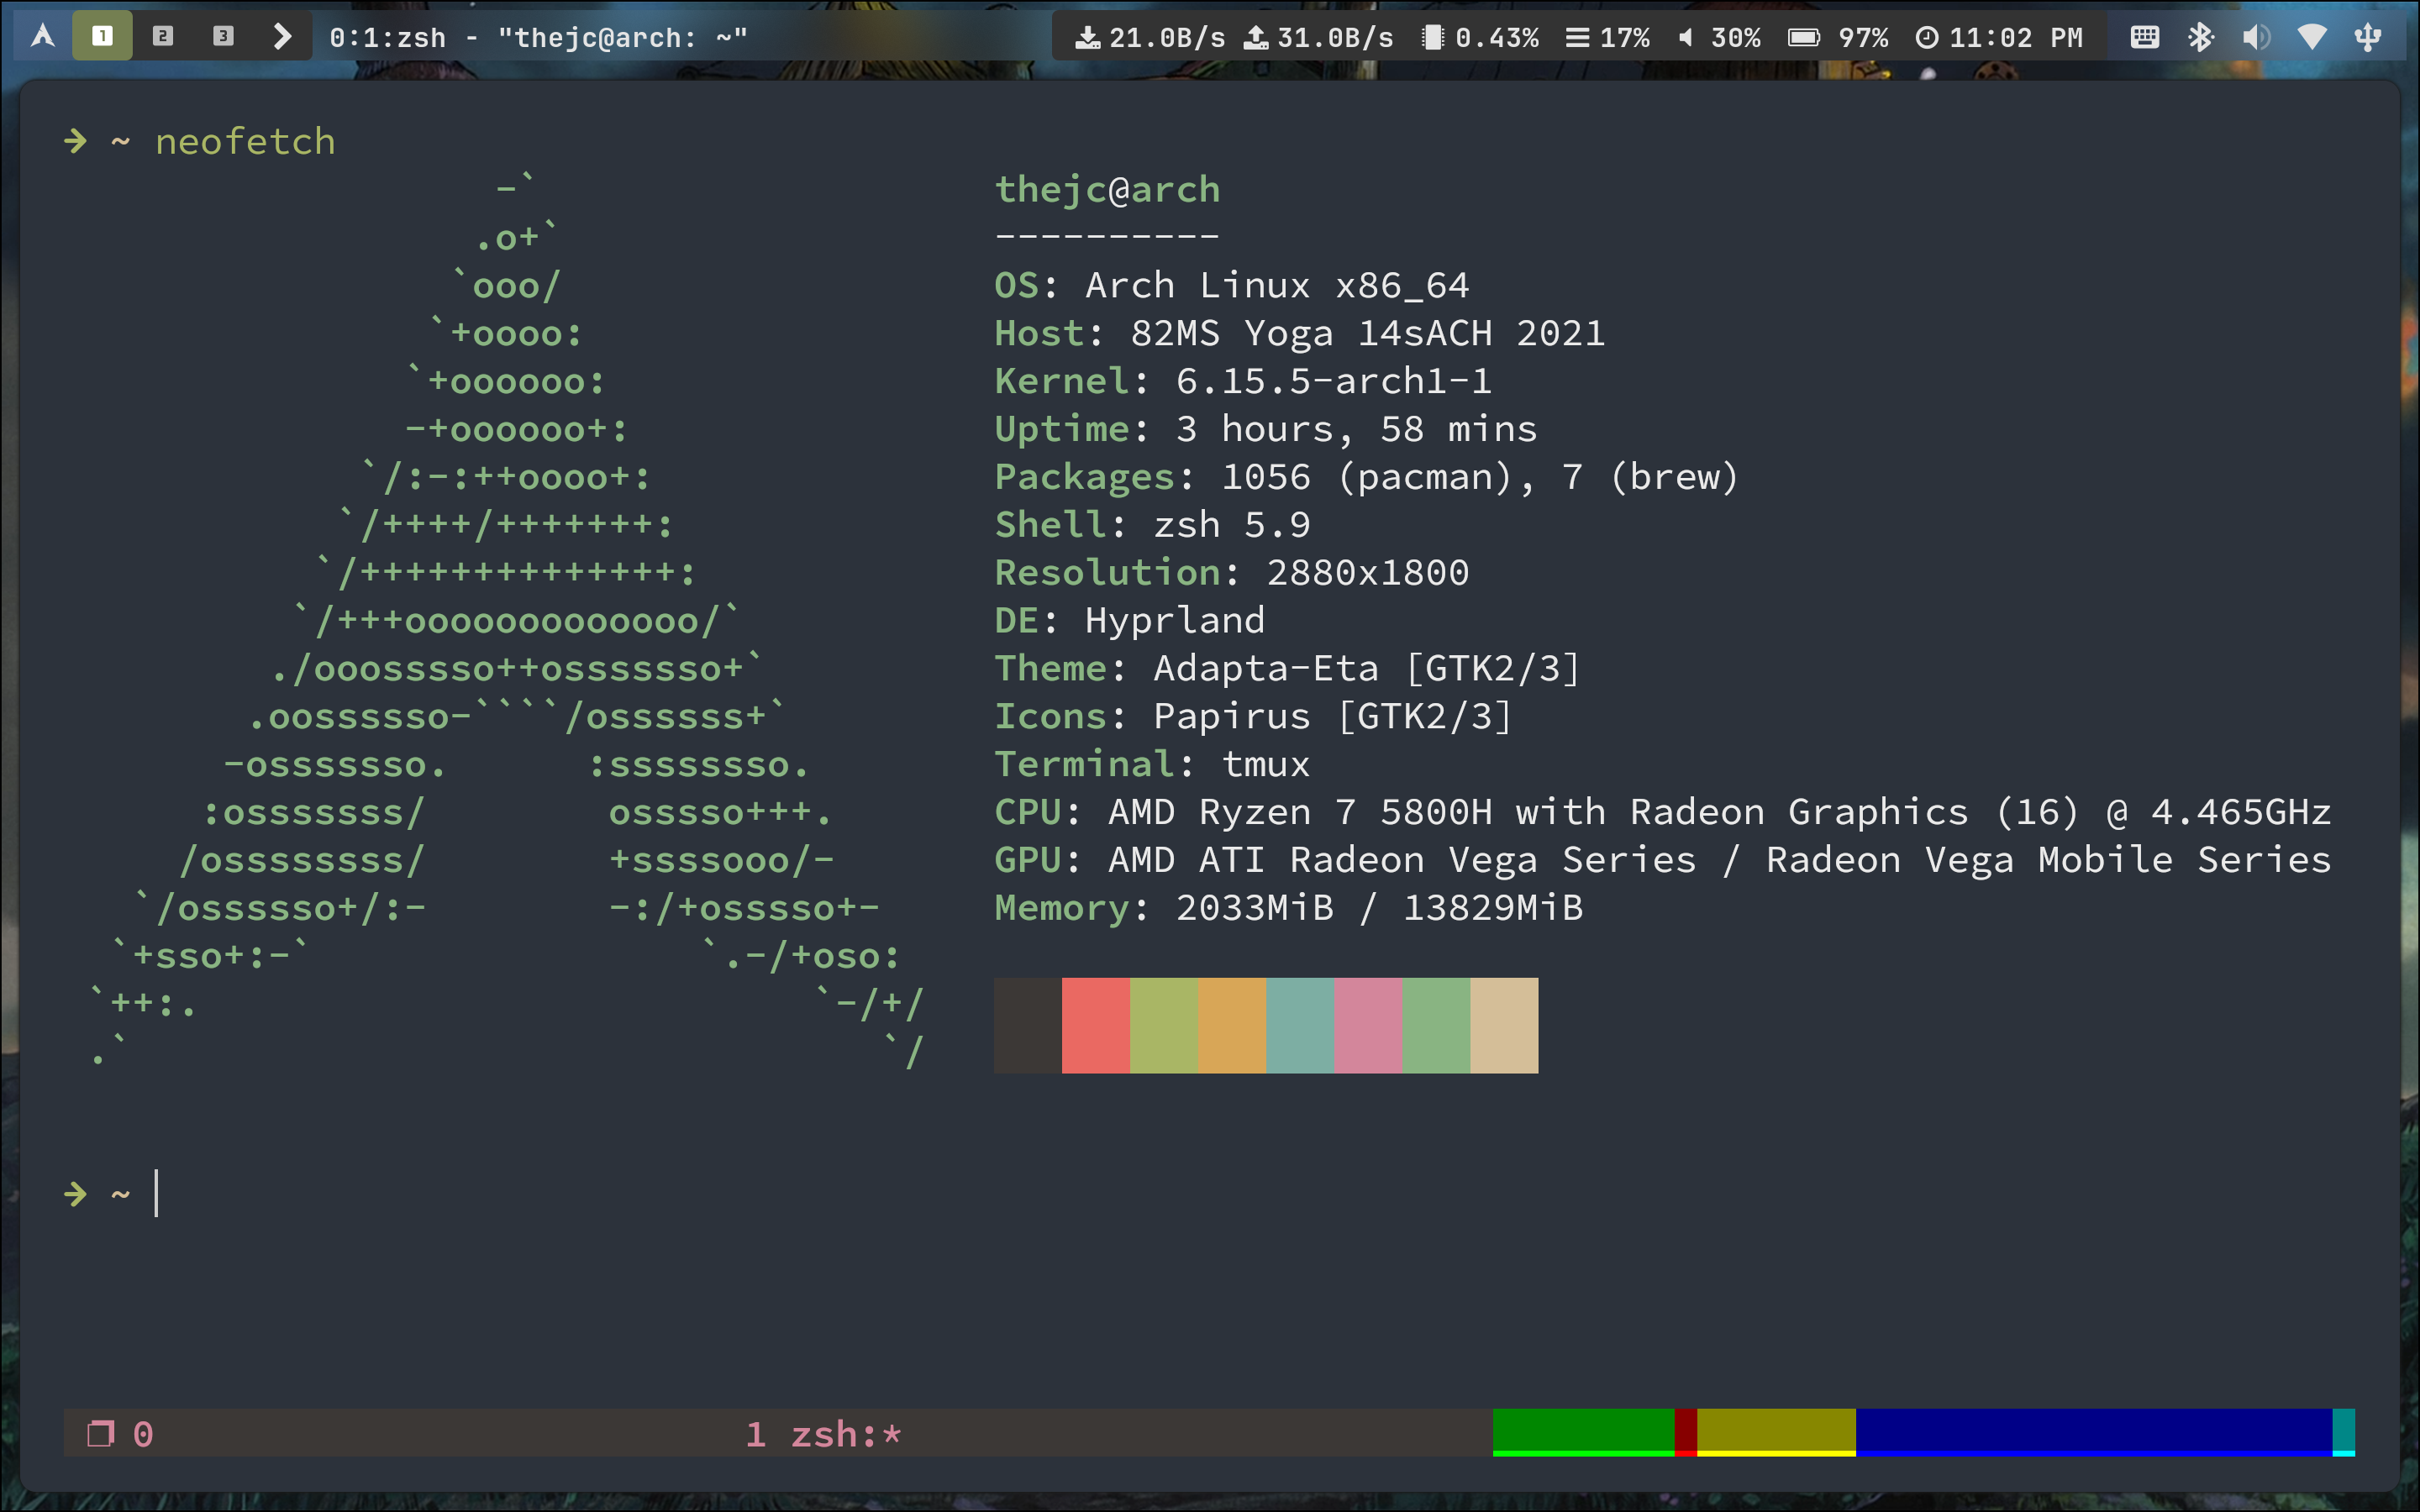 1 2 3 0:1:zsh - "thejc@arch: ~" 21.0B/s 31.0B/s 0.43% 17% 30% 97% 11:02 PM
➜ ~ neofetch
-` thejc@arch
.o+` ----------
`ooo/ OS: Arch Linux x86_64
`+oooo: Host: 82MS Yoga 14sACH 2021
`+oooooo: Kernel: 6.15.5-arch1-1
-+oooooo+: Uptime: 3 hours, 58 mins
`/:-:++oooo+: Packages: 1056 (pacman), 7 (brew)
`/++++/+++++++: Shell: zsh 5.9
`/++++++++++++++: Resolution: 2880x1800
`/+++ooooooooooooo/` DE: Hyprland
./ooosssso++osssssso+` Theme: Adapta-Eta [GTK2/3]
.oossssso-````/ossssss+` Icons: Papirus [GTK2/3]
-osssssso. :ssssssso. Terminal: tmux
:osssssss/ osssso+++. CPU: AMD Ryzen 7 5800H with Radeon Graphics (16) @ 4.465GHz
/ossssssss/ +ssssooo/- GPU: AMD ATI Radeon Vega Series / Radeon Vega Mobile Series
`/ossssso+/:- -:/+osssso+- Memory: 2033MiB / 13829MiB
`+sso+:-` `.-/+oso:
`++:. `-/+/
.` `/
➜ ~
0 1 zsh:*